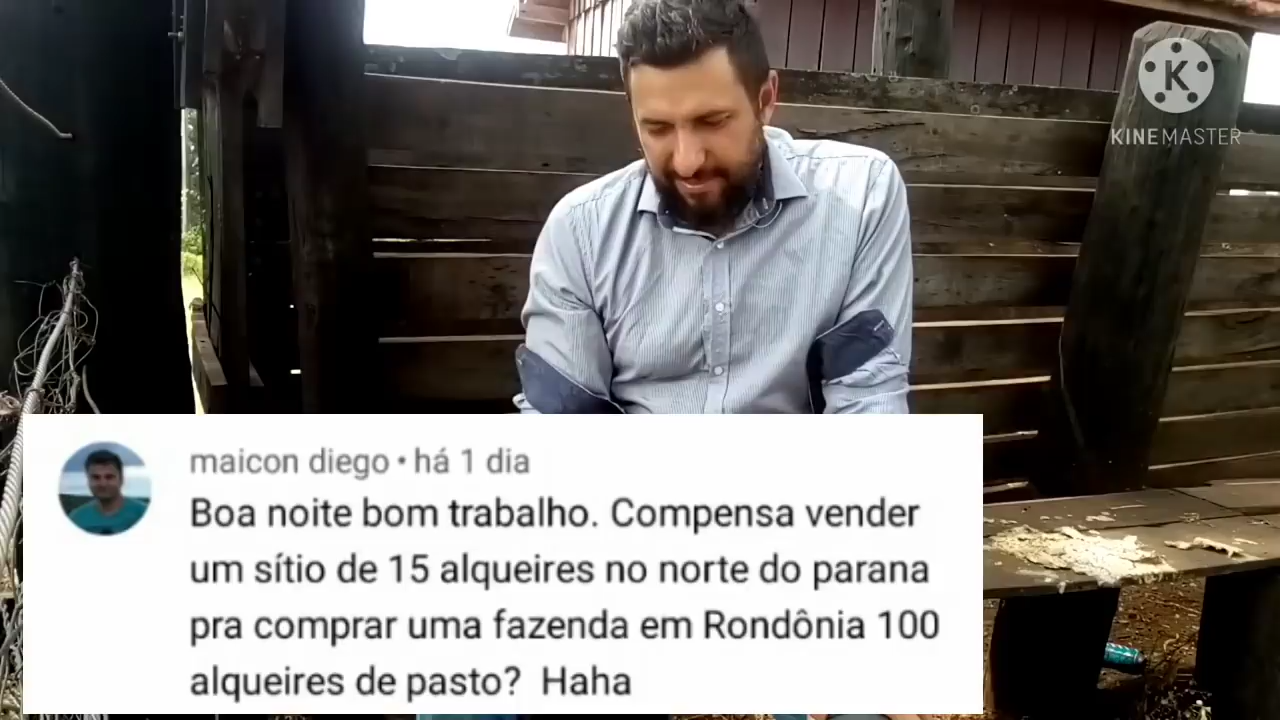 K
KINEMASTER
maicon diego • há 1 dia
Boa noite bom trabalho. Compensa vender
um sítio de 15 alqueires no norte do parana
pra comprar uma fazenda em Rondônia 100
alqueires de pasto? Haha